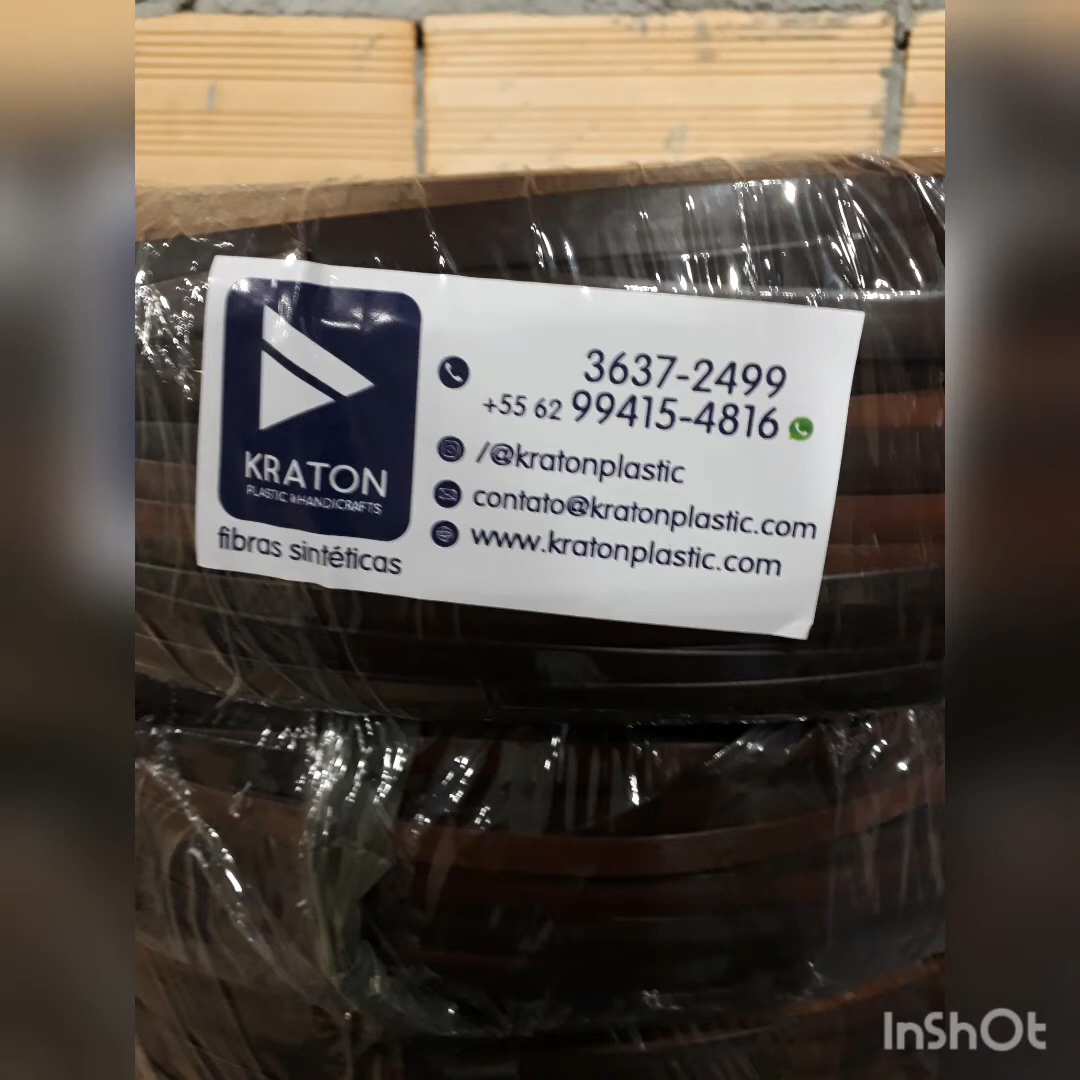 KRATON
PLASTIC & HANDICRAFTS
fibras sintéticas
3637-2499
+55 62 99415-4816
/@kratonplastic
contato@kratonplastic.com
www.kratonplastic.com
InShOt